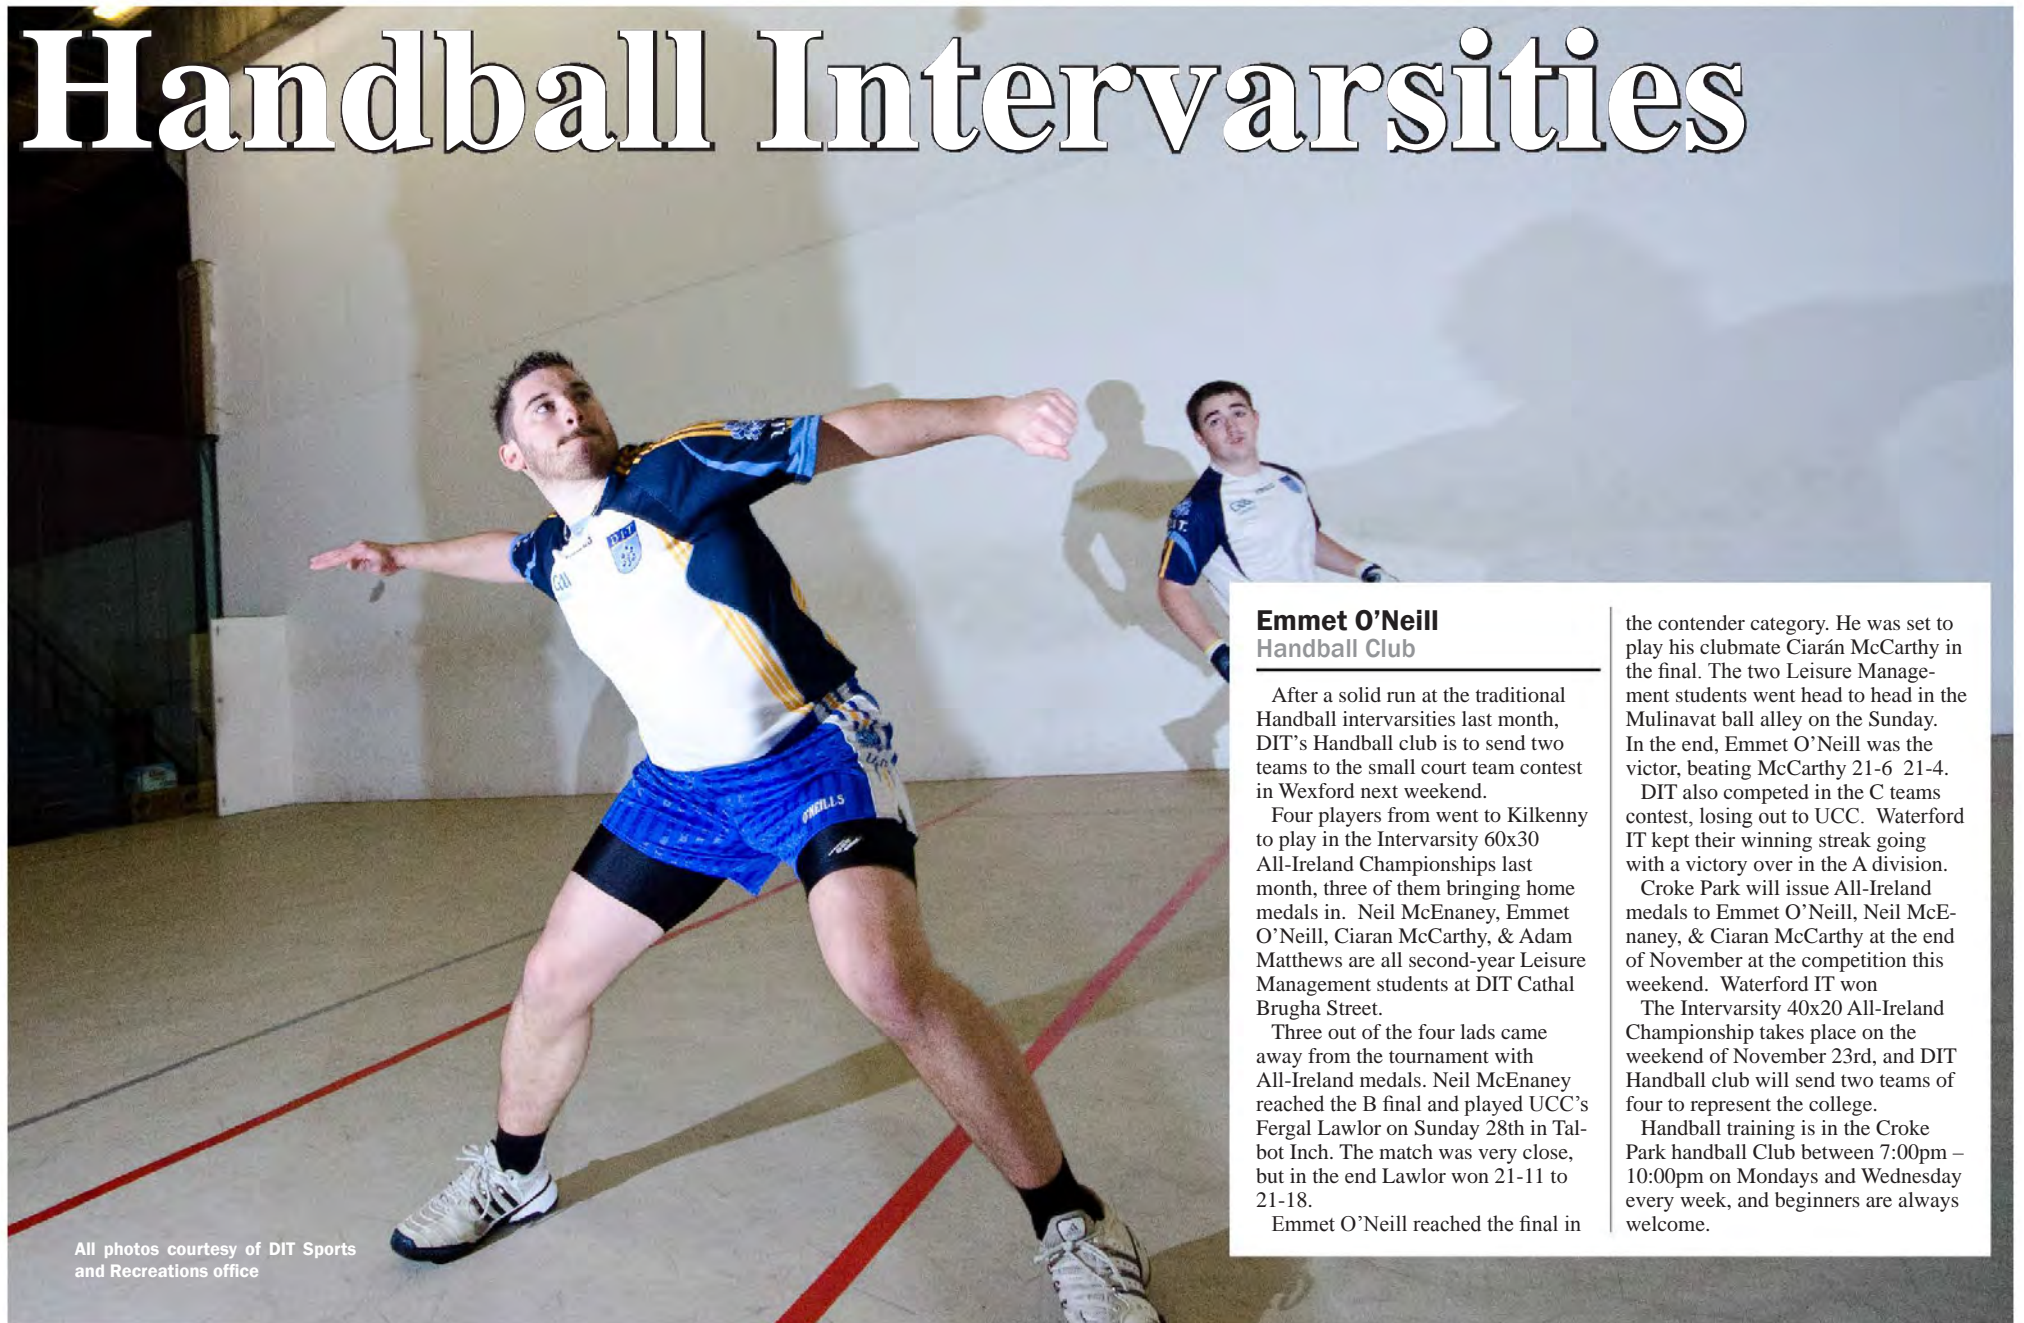 Handball Intervarsities
DIT
O'NEILLS
Emmet O'Neill
Handball Club
After a solid run at the traditional
Handball intervarsities last month,
DIT's Handball club is to send two
teams to the small court team contest
in Wexford next weekend.
Four players from went to Kilkenny
to play in the Intervarsity 60x30
All-Ireland Championships last
month, three of them bringing home
medals in.  Neil McEnaney, Emmet
O'Neill, Ciaran McCarthy, & Adam
Matthews are all second-year Leisure
Management students at DIT Cathal
Brugha Street.
Three out of the four lads came
away from the tournament with
All-Ireland medals. Neil McEnaney
reached the B final and played UCC's
Fergal Lawlor on Sunday 28th in Tal-
bot Inch. The match was very close,
but in the end Lawlor won 21-11 to
21-18.
Emmet O'Neill reached the final in
the contender category. He was set to
play his clubmate Ciarán McCarthy in
the final. The two Leisure Manage-
ment students went head to head in the
Mulinavat ball alley on the Sunday.
In the end, Emmet O'Neill was the
victor, beating McCarthy 21-6  21-4.
DIT also competed in the C teams
contest, losing out to UCC.  Waterford
IT kept their winning streak going
with a victory over in the A division.
Croke Park will issue All-Ireland
medals to Emmet O'Neill, Neil McE-
naney, & Ciaran McCarthy at the end
of November at the competition this
weekend.  Waterford IT won
The Intervarsity 40x20 All-Ireland
Championship takes place on the
weekend of November 23rd, and DIT
Handball club will send two teams of
four to represent the college.
Handball training is in the Croke
Park handball Club between 7:00pm –
10:00pm on Mondays and Wednesday
every week, and beginners are always
welcome.
All photos courtesy of DIT Sports
and Recreations office